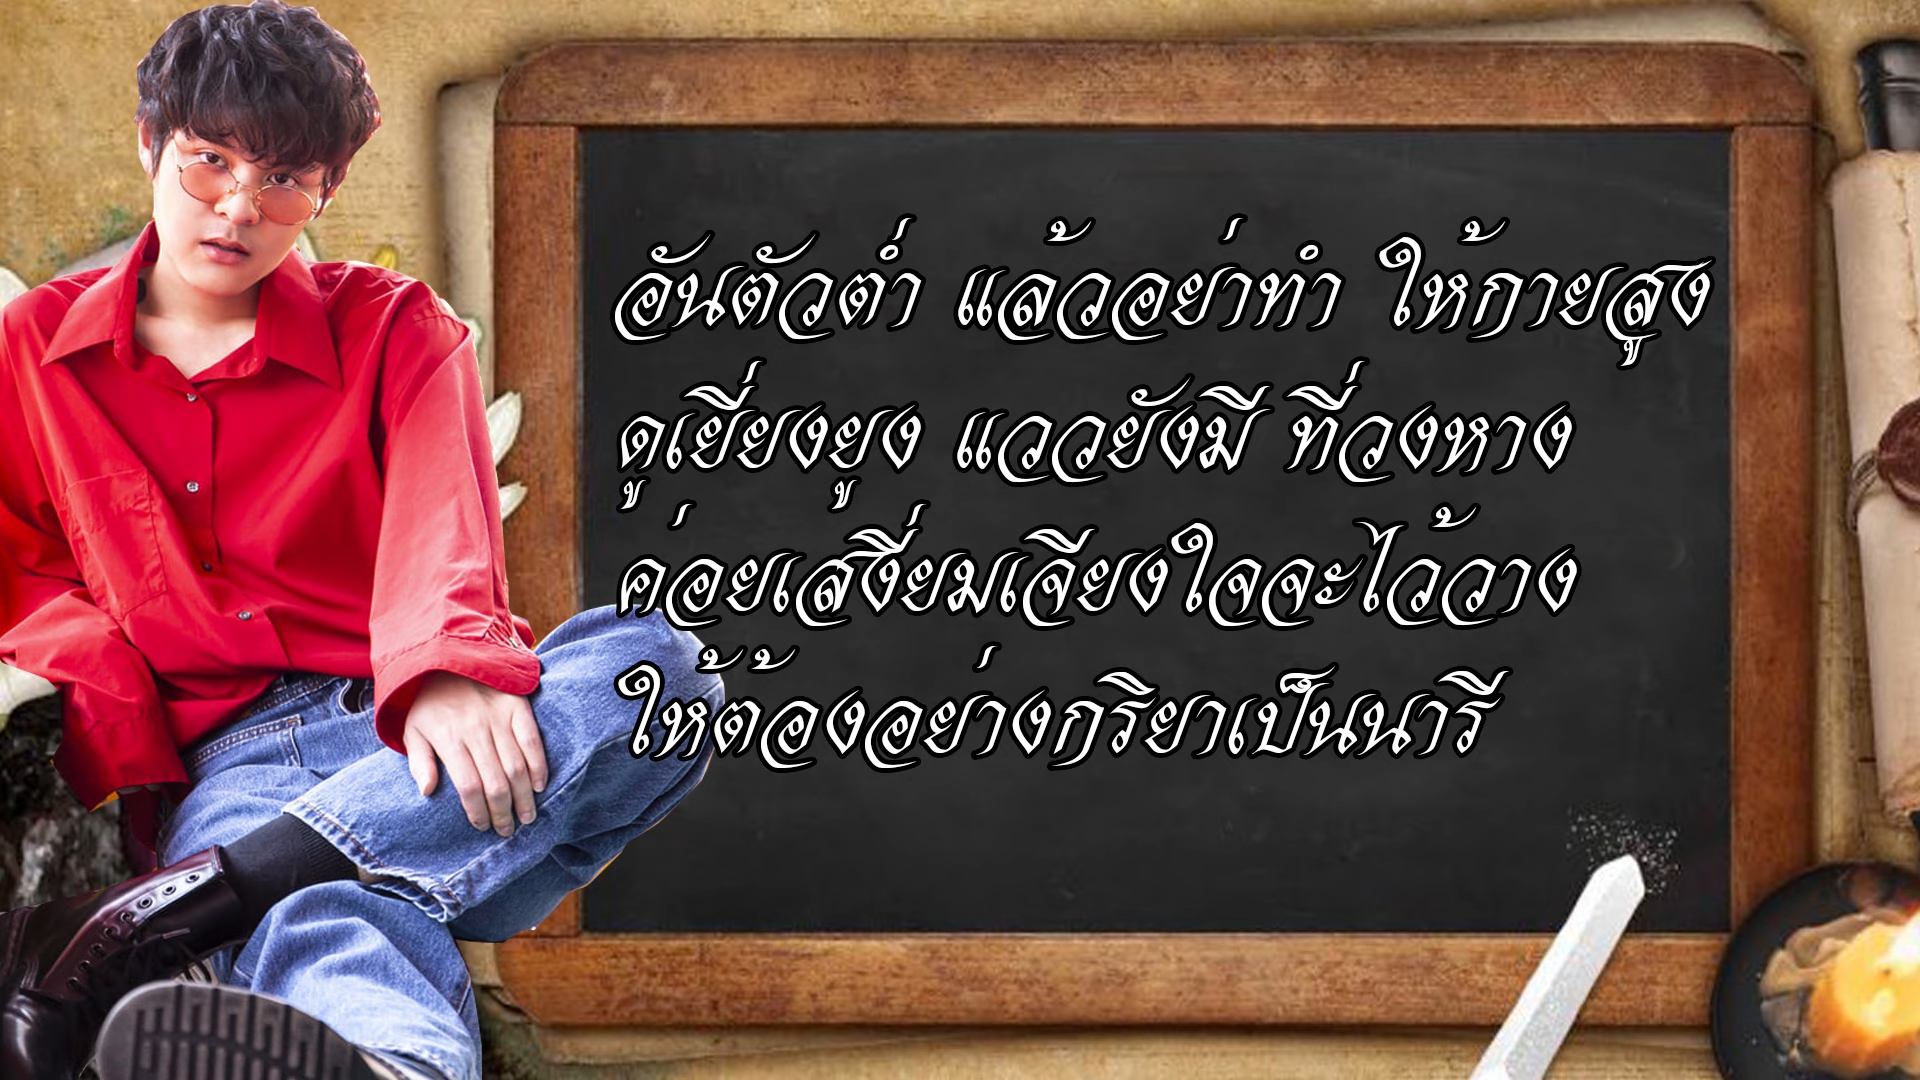 อันตัวต่ำ แล้วอย่าทำ ให้กายสูง
ดูเยี่ยงยูง แววยังมี ที่วงหาง
ค่อยเสงี่ยมเจียงใจจะไว้วาง
ให้ต้องอย่างกริยาเป็นนารี